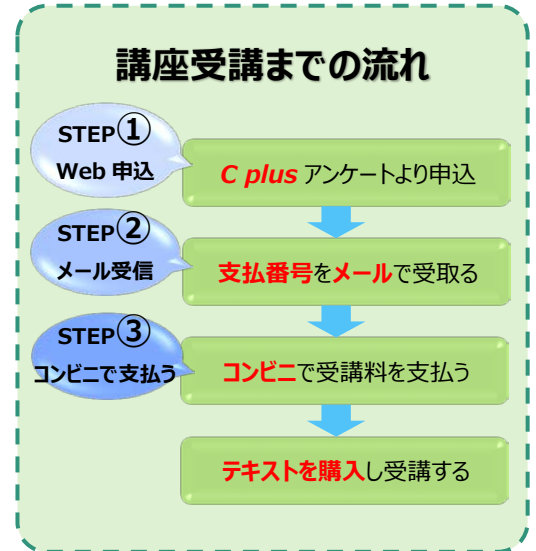 講座受講までの流れ
STEP①
Web 申込
C plus アンケートより申込
STEP②
メール受信
支払番号をメールで受取る
STEP③
コンビニで支払う
コンビニで受講料を支払う
テキストを購入し受講する